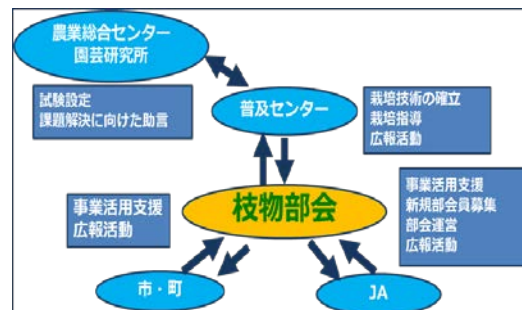 農業総合センター
園芸研究所
試験設定
課題解決に向けた助言
普及センター
栽培技術の確立
栽培指導
広報活動
事業活用支援
広報活動
枝物部会
事業活用支援
新規部会員募集
部会運営
広報活動
市・町
JA